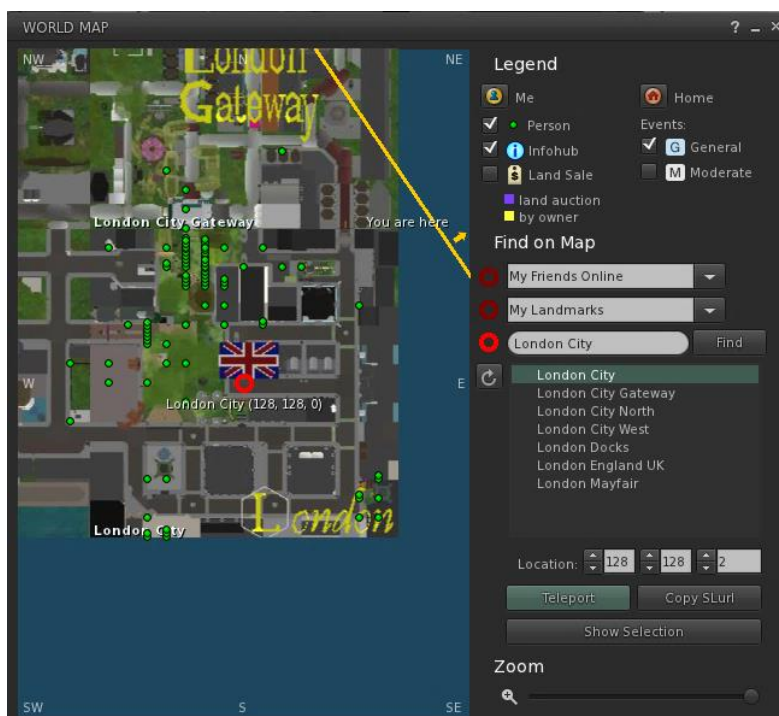 WORLD MAP
? _ ×
NW N NE
London
Gateway
London City Gateway
You are here
W E
London City (128, 128, 0)
London
London City
SW S SE
Legend
Me Home
Person Events:
Infohub G General
$ Land Sale M Moderate
land auction
by owner
Find on Map
My Friends Online
My Landmarks
London City Find
London City
London City Gateway
London City North
London City West
London Docks
London England UK
London Mayfair
Location: 128 128 2
Teleport Copy SLurl
Show Selection
Zoom